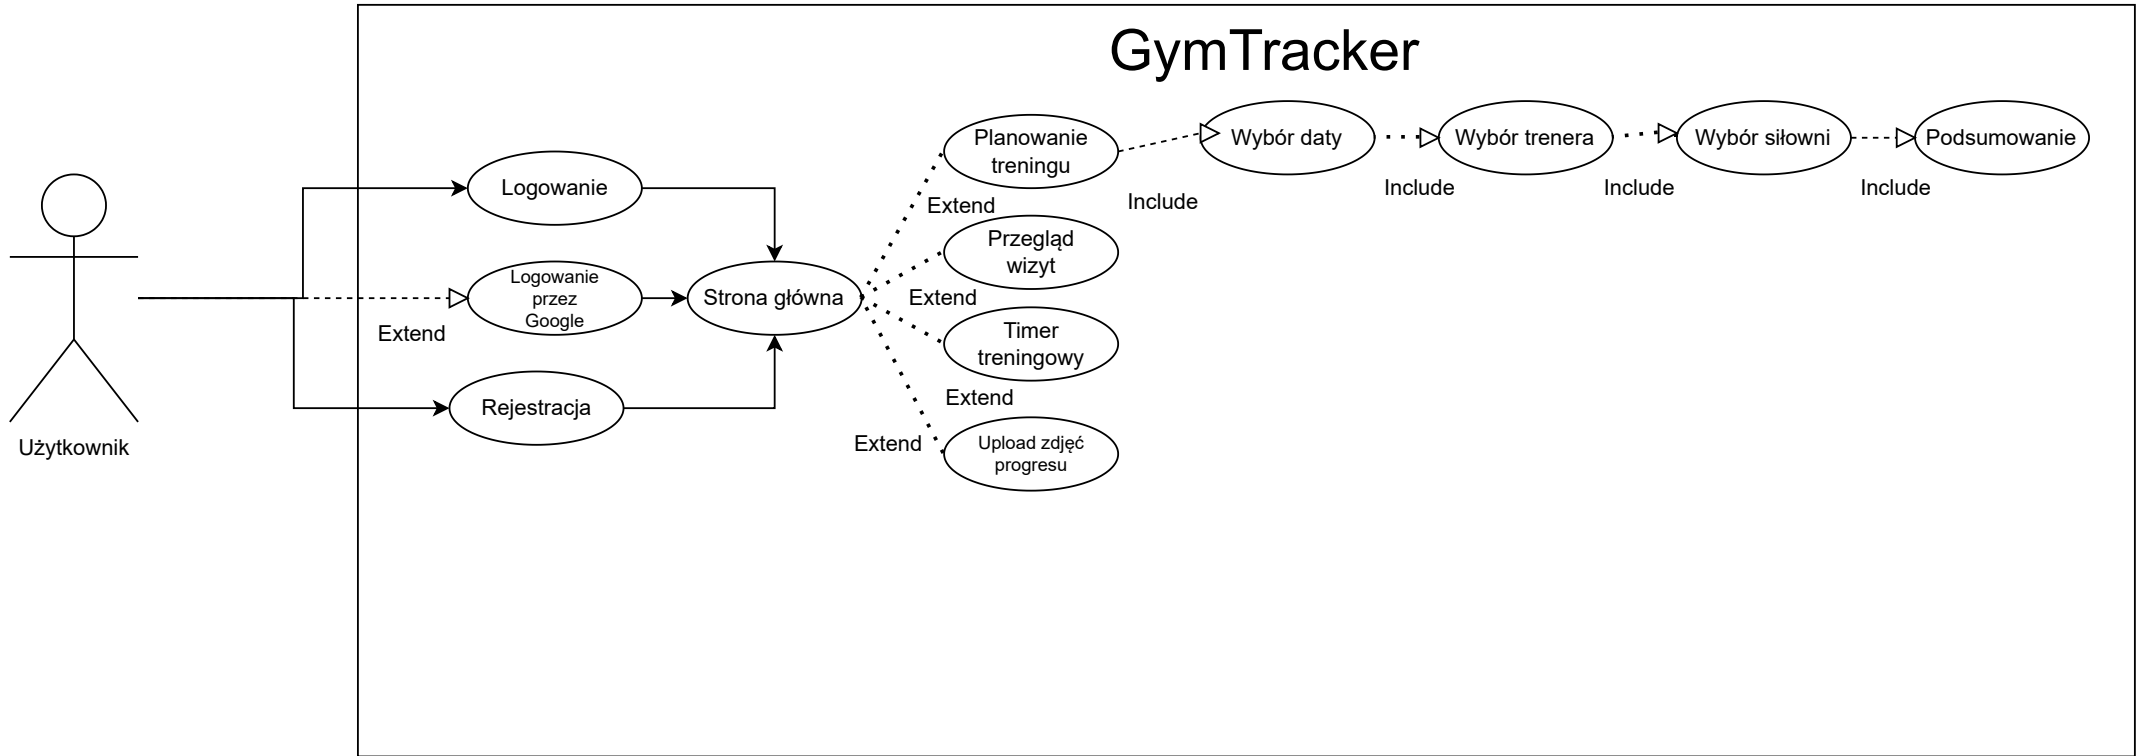 GymTracker
Planowanie
treningu
Wybór daty
Wybór trenera
Wybór siłowni
Podsumowanie
Logowanie
Extend
Include
Include
Include
Include
Przegląd
wizyt
Logowanie
przez
Google
Strona główna
Extend
Extend
Timer
treningowy
Extend
Rejestracja
Extend
Upload zdjęć
progresu
Użytkownik